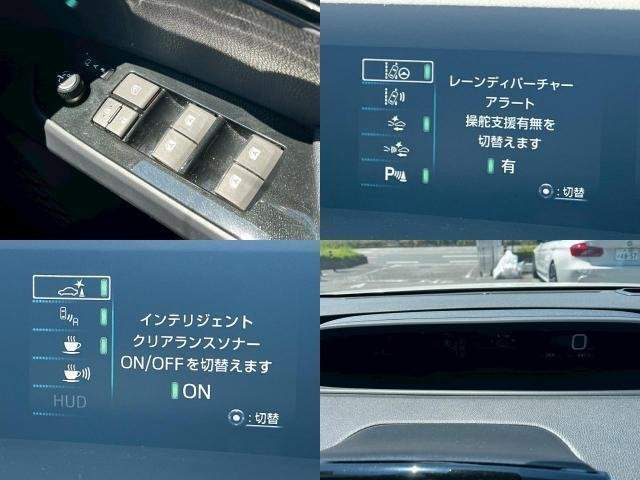 レーンディパーチャー
アラート
操舵支援有無を
切替えます
有
:切替
P
インテリジェント
クリアランスソナー
ON/OFFを切替えます
ON
:切替
HUD
0